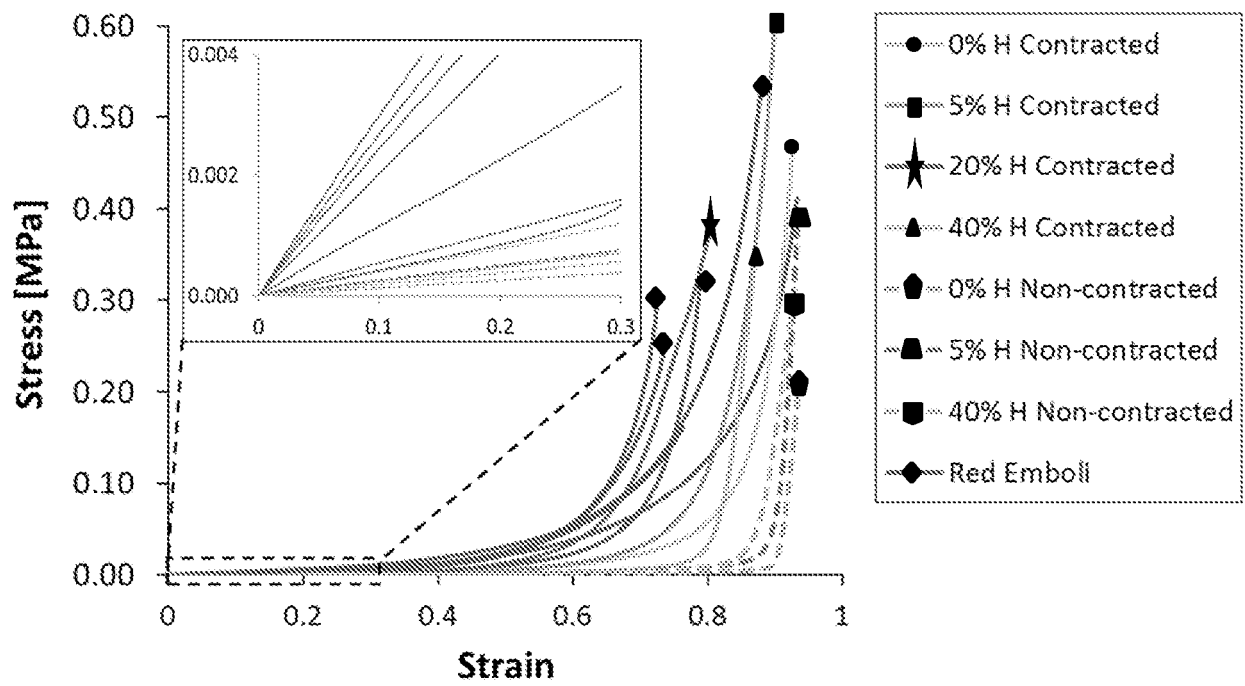 0.60
0.50
0.40
0.30
0.20
0.10
0.00
Stress [MPa]
0.004
0.002
0.000
0
0.1
0.2
0.3
0
0.2
0.4
0.6
0.8
1
Strain
0% H Contracted
5% H Contracted
20% H Contracted
40% H Contracted
0% H Non-contracted
5% H Non-contracted
40% H Non-contracted
Red Emboli